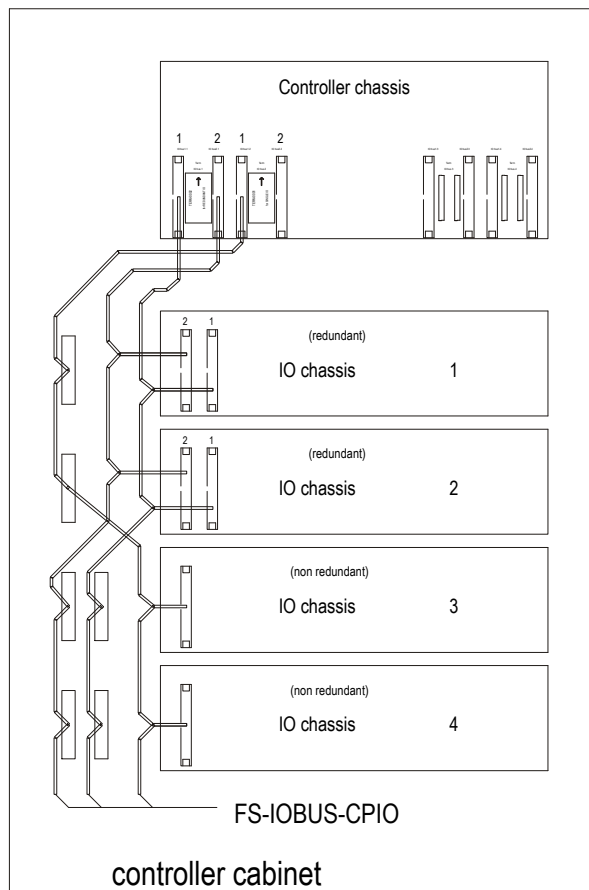 Controller chassis
1 2 1 2
(redundant)
2 1
IO chassis 1
(redundant)
2 1
IO chassis 2
(non redundant)
IO chassis 3
(non redundant)
IO chassis 4
FS-IOBUS-CPIO
controller cabinet